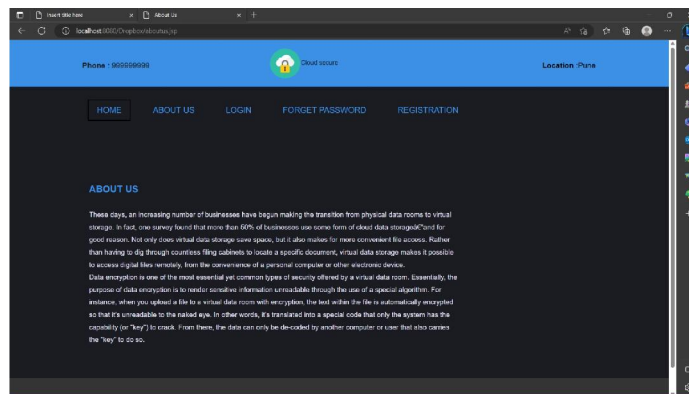 Insert title here
About Us
localhost:8080/Dropbox/aboutus.jsp
Phone : 999999999
Cloud secure
Location :Pune
HOME ABOUT US LOGIN FORGET PASSWORD REGISTRATION
ABOUT US
These days, an increasing number of businesses have begun making the transition from physical data rooms to virtual
storage. In fact, one survey found that more than 50% of businesses use some form of cloud data storageâ€"and for
good reason. Not only does virtual data storage save space, but it also makes for more convenient file access. Rather
than having to dig through countless filing cabinets to locate a specific document, virtual data storage makes it possible
to access digital files remotely, from the convenience of a personal computer or other electronic device.
Data encryption is one of the most essential yet common types of security offered by a virtual data room. Essentially, the
purpose of data encryption is to render sensitive information unreadable through the use of a special algorithm. For
instance, when you upload a file to a virtual data room with encryption, the text within the file is automatically encrypted
so that it's unreadable to the naked eye. In other words, it's translated into a special code that only the system has the
capability (or "key") to crack. From there, the data can only be de-coded by another computer or user that also carries
the "key" to do so.